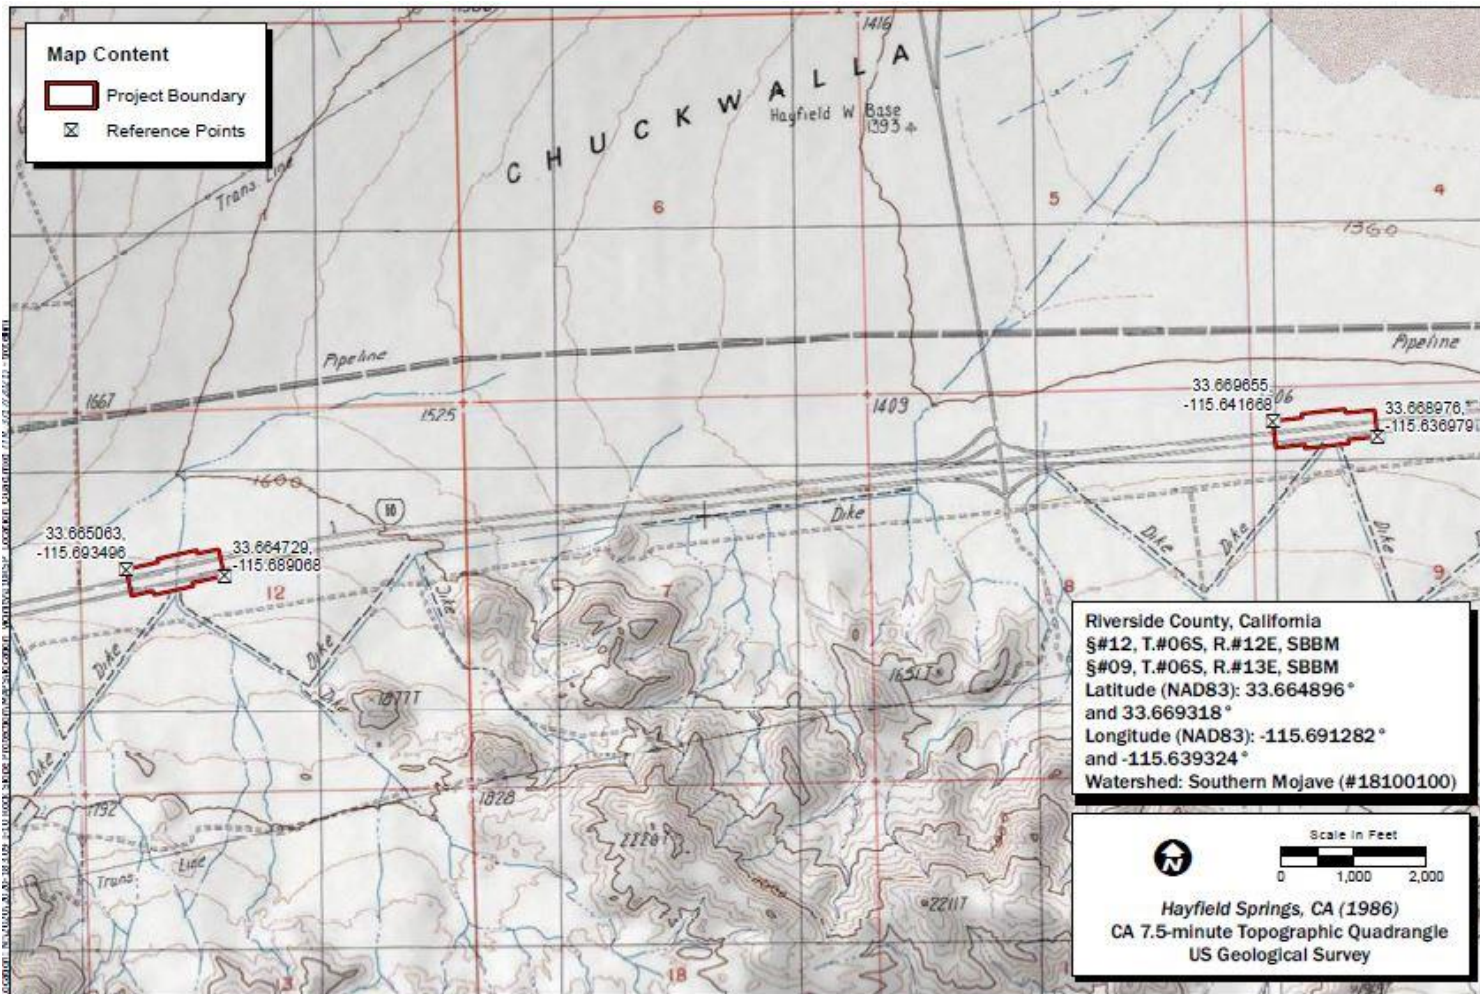 Map Content
Project Boundary
Reference Points
1416
CHUCKWALLA
Hayfield W Base
1393
Trans Line
1
6
5
4
1360
Pipeline
Pipeline
1667
1525
1409
33.669655,
-115.641668
06
33.668976,
-115.636979
1600
10
Dike
33.665063,
-115.693496
33.664729,
-115.689068
12
7
8
9
Dike
Dike
Dike
Dike
Dike
Dike
Dike
Dike
1877T
1651T
1792
1828
2228T
2211T
Trans. Line
13
18
Riverside County, California
§#12, T.#06S, R.#12E, SBBM
§#09, T.#06S, R.#13E, SBBM
Latitude (NAD83): 33.664896°
and 33.669318°
Longitude (NAD83): -115.691282°
and -115.639324°
Watershed: Southern Mojave (#18100100)
N
Scale in Feet
0 1,000 2,000
Hayfield Springs, CA (1986)
CA 7.5-minute Topographic Quadrangle
US Geological Survey